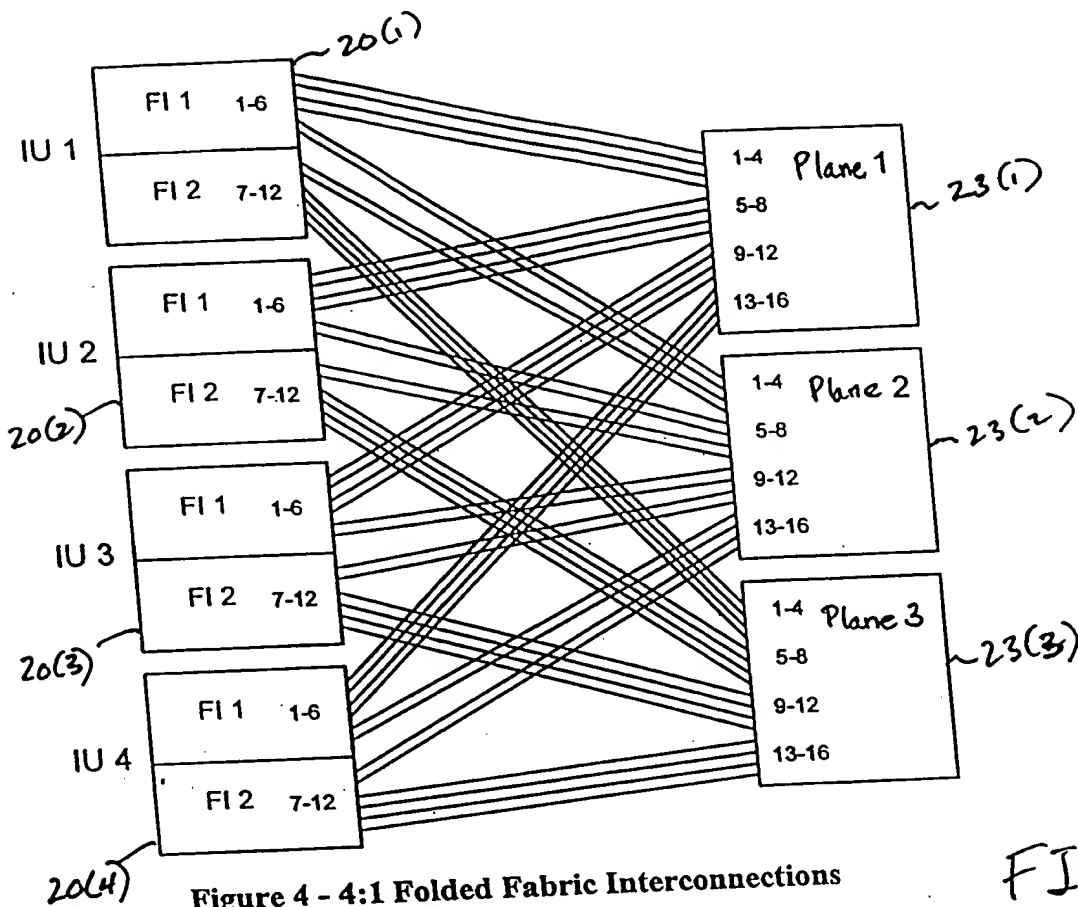 20(1)
IU 1
FI 1 1-6
FI 2 7-12
IU 2
FI 1 1-6
FI 2 7-12
20(2)
IU 3
FI 1 1-6
FI 2 7-12
20(3)
IU 4
FI 1 1-6
FI 2 7-12
20(4)
1-4 Plane 1
5-8
9-12
13-16
23(1)
1-4 Plane 2
5-8
9-12
13-16
23(2)
1-4 Plane 3
5-8
9-12
13-16
23(3)
Figure 4 - 4:1 Folded Fabric Interconnections
FI